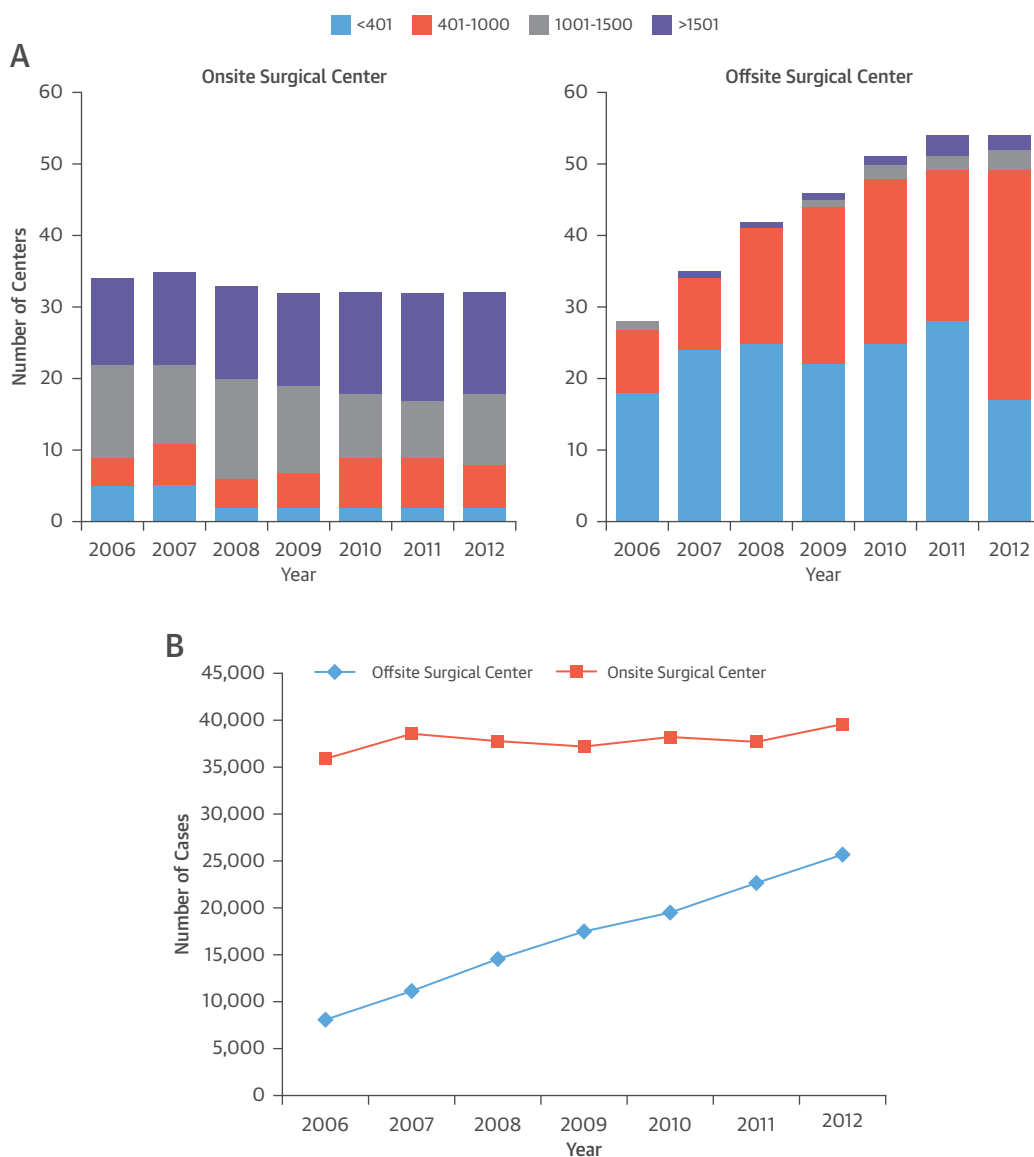 <401 401-1000 1001-1500 >1501
A
Onsite Surgical Center
Number of Centers
60
50
40
30
20
10
0
2006 2007 2008 2009 2010 2011 2012
Year
Offsite Surgical Center
60
50
40
30
20
10
0
2006 2007 2008 2009 2010 2011 2012
Year
B
Offsite Surgical Center Onsite Surgical Center
Number of Cases
45,000
40,000
35,000
30,000
25,000
20,000
15,000
10,000
5,000
0
2006 2007 2008 2009 2010 2011 2012
Year